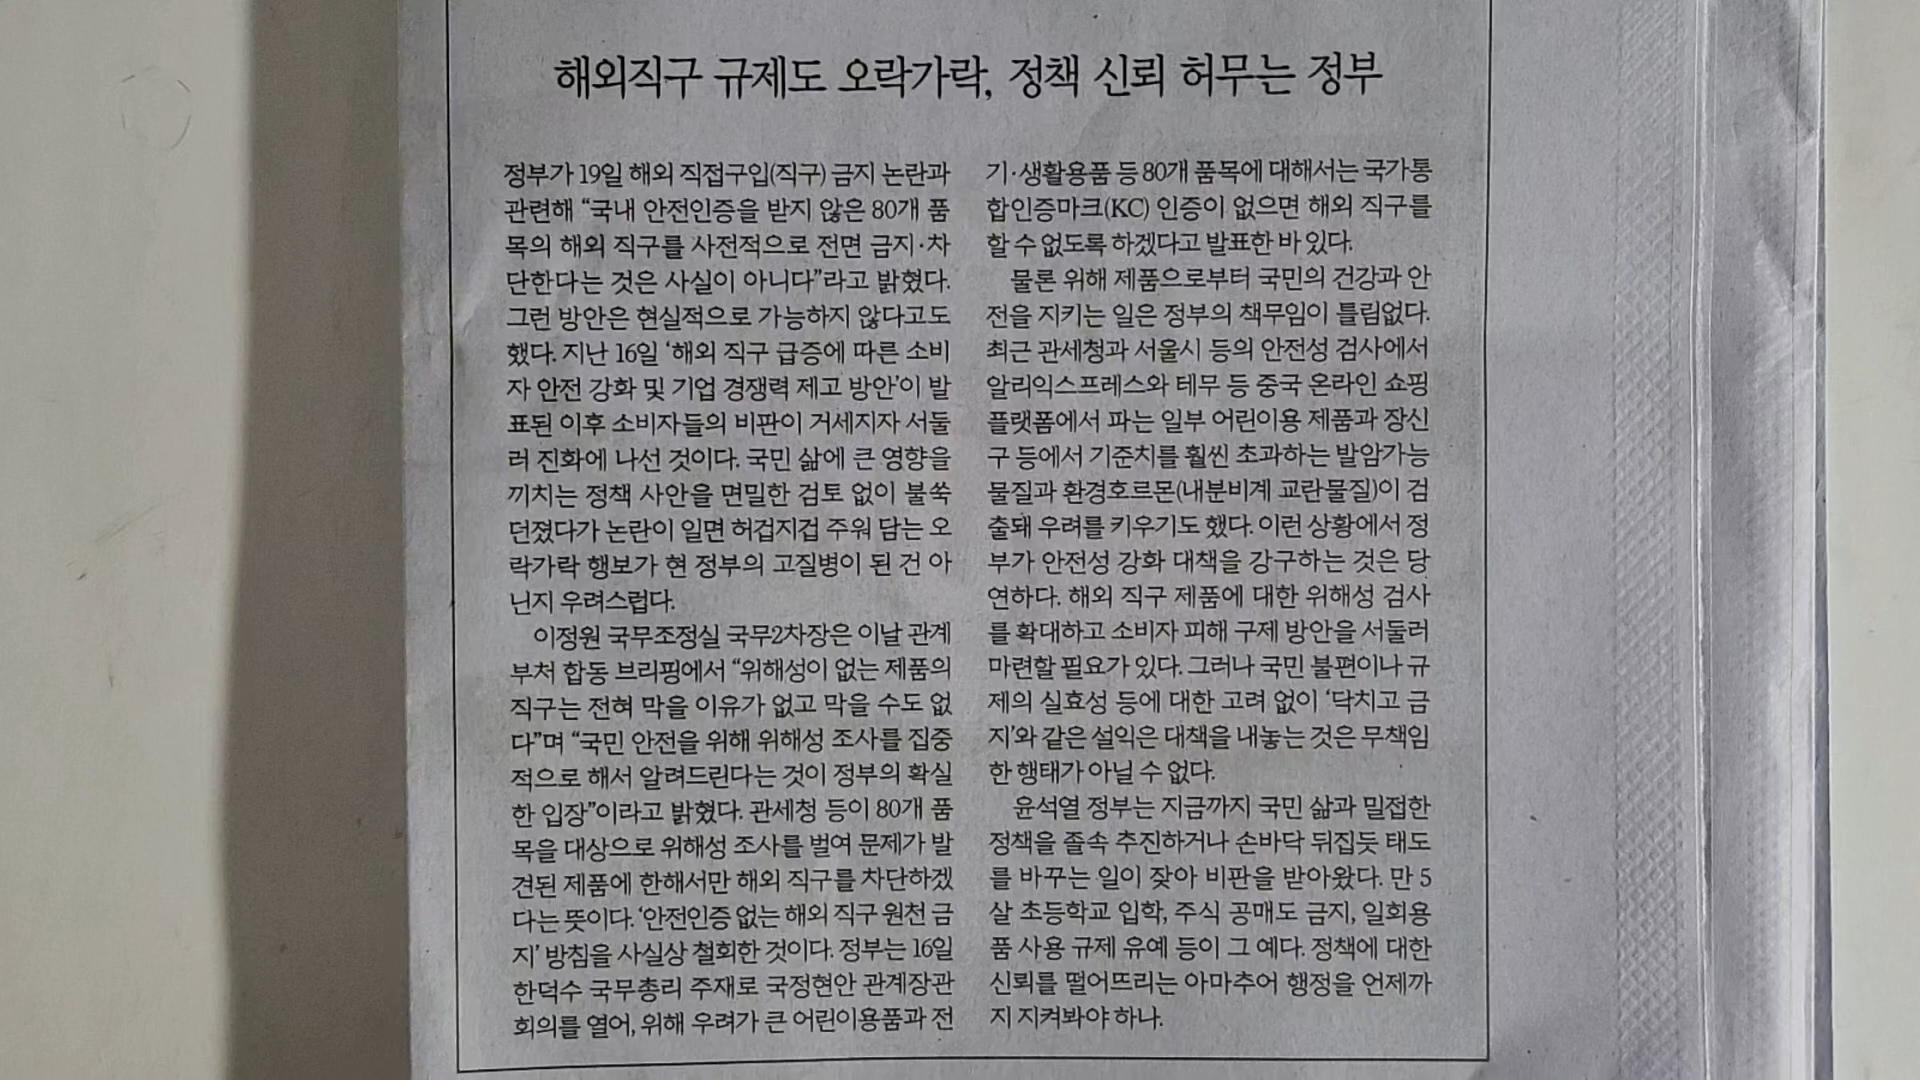 해외직구 규제도 오락가락, 정책 신뢰 허무는 정부
정부가 19일 해외 직접구입(직구) 금지 논란과
관련해 “국내 안전인증을 받지 않은 80개 품
목의 해외 직구를 사전적으로 전면 금지·차
단한다는 것은 사실이 아니다”라고 밝혔다.
그런 방안은 현실적으로 가능하지 않다고도
했다. 지난 16일 ‘해외 직구 급증에 따른 소비
자 안전 강화 및 기업 경쟁력 제고 방안’이 발
표된 이후 소비자들의 비판이 거세지자 서둘
러 진화에 나선 것이다. 국민 삶에 큰 영향을
끼치는 정책 사안을 면밀한 검토 없이 불쑥
던졌다가 논란이 일면 허겁지겁 주워 담는 오
락가락 행보가 현 정부의 고질병이 된 건 아
닌지 우려스럽다.
이정원 국무조정실 국무2차장은 이날 관계
부처 합동 브리핑에서 “위해성이 없는 제품의
직구는 전혀 막을 이유가 없고 막을 수도 없
다”며 “국민 안전을 위해 위해성 조사를 집중
적으로 해서 알려드린다는 것이 정부의 확실
한 입장”이라고 밝혔다. 관세청 등이 80개 품
목을 대상으로 위해성 조사를 벌여 문제가 발
견된 제품에 한해서만 해외 직구를 차단하겠
다는 뜻이다. ‘안전인증 없는 해외 직구 원천 금
지’ 방침을 사실상 철회한 것이다. 정부는 16일
한덕수 국무총리 주재로 국정현안 관계장관
회의를 열어, 위해 우려가 큰 어린이용품과 전
기·생활용품 등 80개 품목에 대해서는 국가통
합인증마크(KC) 인증이 없으면 해외 직구를
할 수 없도록 하겠다고 발표한 바 있다.
물론 위해 제품으로부터 국민의 건강과 안
전을 지키는 일은 정부의 책무임이 틀림없다.
최근 관세청과 서울시 등의 안전성 검사에서
알리익스프레스와 테무 등 중국 온라인 쇼핑
플랫폼에서 파는 일부 어린이용 제품과 장신
구 등에서 기준치를 훨씬 초과하는 발암가능
물질과 환경호르몬(내분비계 교란물질)이 검
출돼 우려를 키우기도 했다. 이런 상황에서 정
부가 안전성 강화 대책을 강구하는 것은 당
연하다. 해외 직구 제품에 대한 위해성 검사
를 확대하고 소비자 피해 구제 방안을 서둘러
마련할 필요가 있다. 그러나 국민 불편이나 규
제의 실효성 등에 대한 고려 없이 ‘닥치고 금
지’와 같은 설익은 대책을 내놓는 것은 무책임
한 행태가 아닐 수 없다.
윤석열 정부는 지금까지 국민 삶과 밀접한
정책을 졸속 추진하거나 손바닥 뒤집듯 태도
를 바꾸는 일이 잦아 비판을 받아왔다. 만 5
살 초등학교 입학, 주식 공매도 금지, 일회용
품 사용 규제 유예 등이 그 예다. 정책에 대한
신뢰를 떨어뜨리는 아마추어 행정을 언제까
지 지켜봐야 하나.